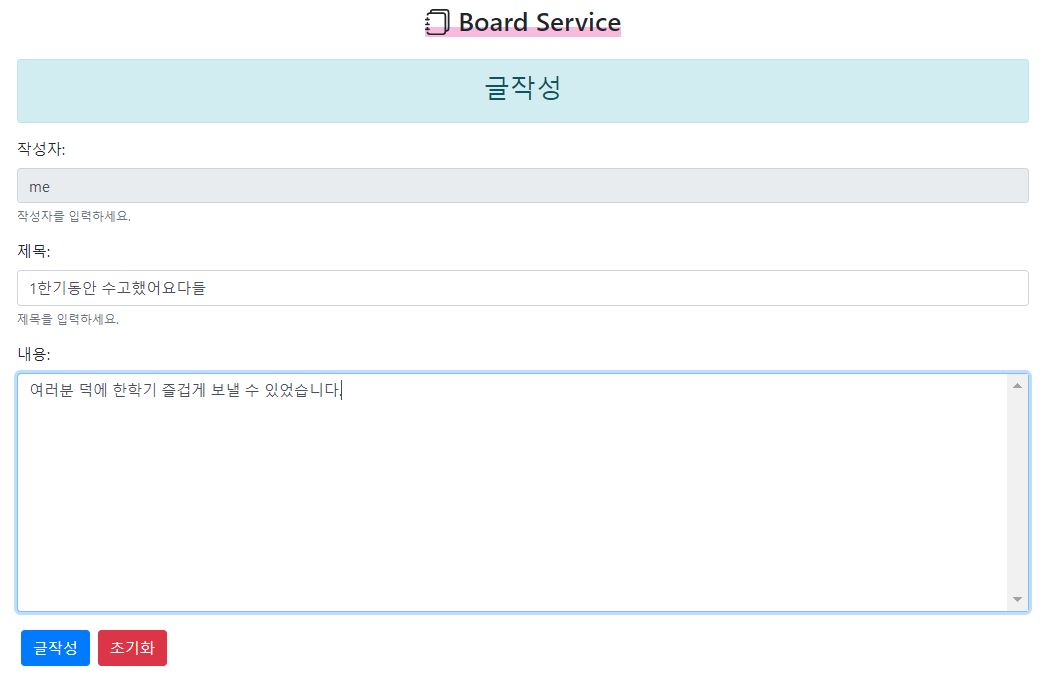 Board Service
글작성
작성자:
me
작성자를 입력하세요.
제목:
1한기동안 수고했어요다들
제목을 입력하세요.
내용:
여러분 덕에 한학기 즐겁게 보낼 수 있었습니다.
글작성 초기화